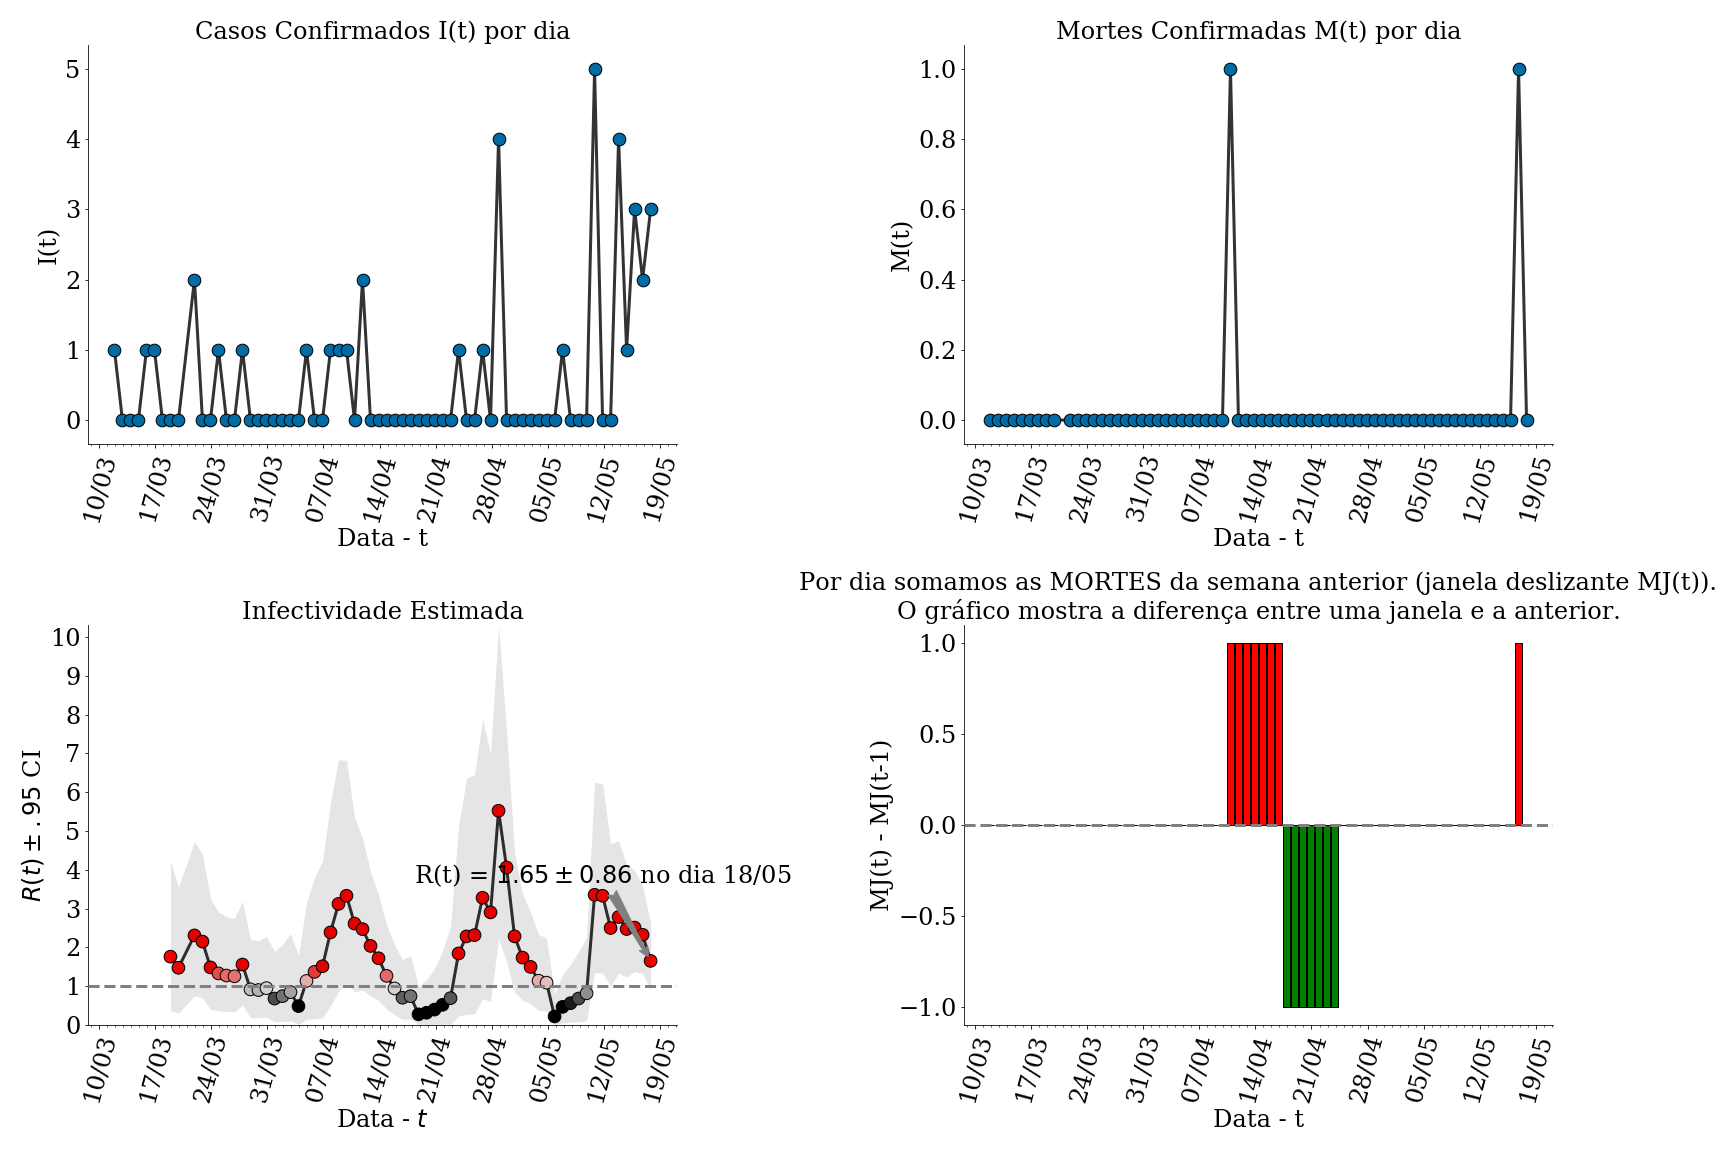 Casos Confirmados I(t) por dia
I(t)
5
4
3
2
1
0
10/03 17/03 24/03 31/03 07/04 14/04 21/04 28/04 05/05 12/05 19/05
Data - t
Mortes Confirmadas M(t) por dia
M(t)
1.0
0.8
0.6
0.4
0.2
0.0
10/03 17/03 24/03 31/03 07/04 14/04 21/04 28/04 05/05 12/05 19/05
Data - t
Infectividade Estimada
R(t) ± .95 CI
10
9
8
7
6
5
4
3
2
1
0
R(t) = 1.65 ± 0.86 no dia 18/05
10/03 17/03 24/03 31/03 07/04 14/04 21/04 28/04 05/05 12/05 19/05
Data - t
Por dia somamos as MORTES da semana anterior (janela deslizante MJ(t)).
O gráfico mostra a diferença entre uma janela e a anterior.
MJ(t) - MJ(t-1)
1.0
0.5
0.0
−0.5
−1.0
10/03 17/03 24/03 31/03 07/04 14/04 21/04 28/04 05/05 12/05 19/05
Data - t